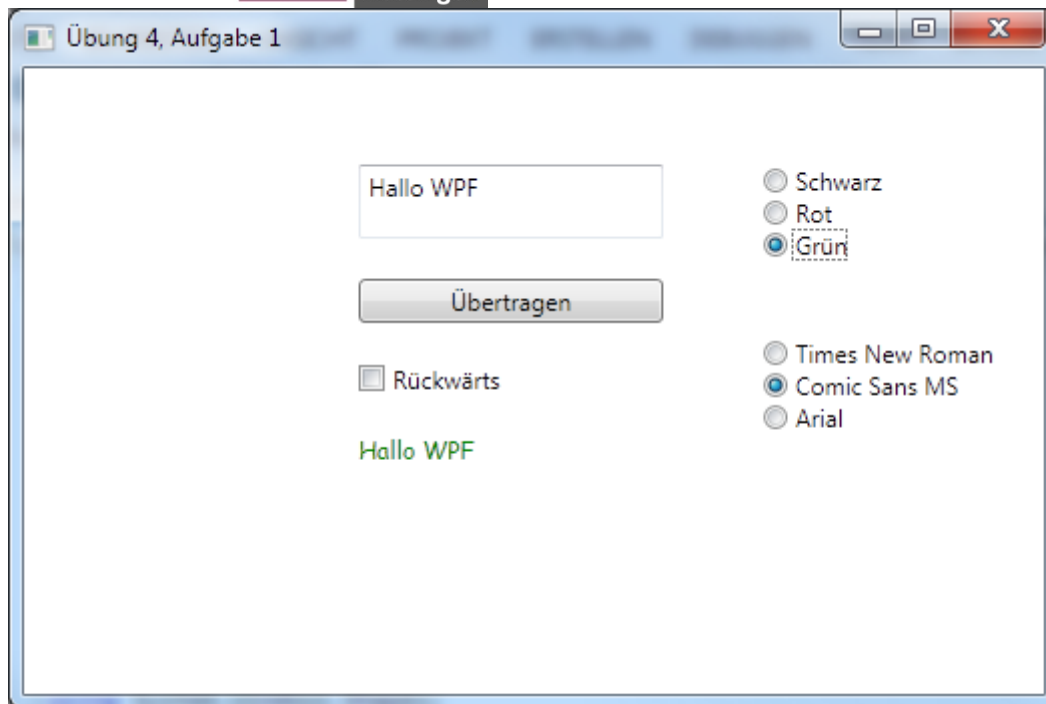 Übung 4, Aufgabe 1
Hallo WPF
Übertragen
Rückwärts
Hallo WPF
Schwarz
Rot
Grün
Times New Roman
Comic Sans MS
Arial